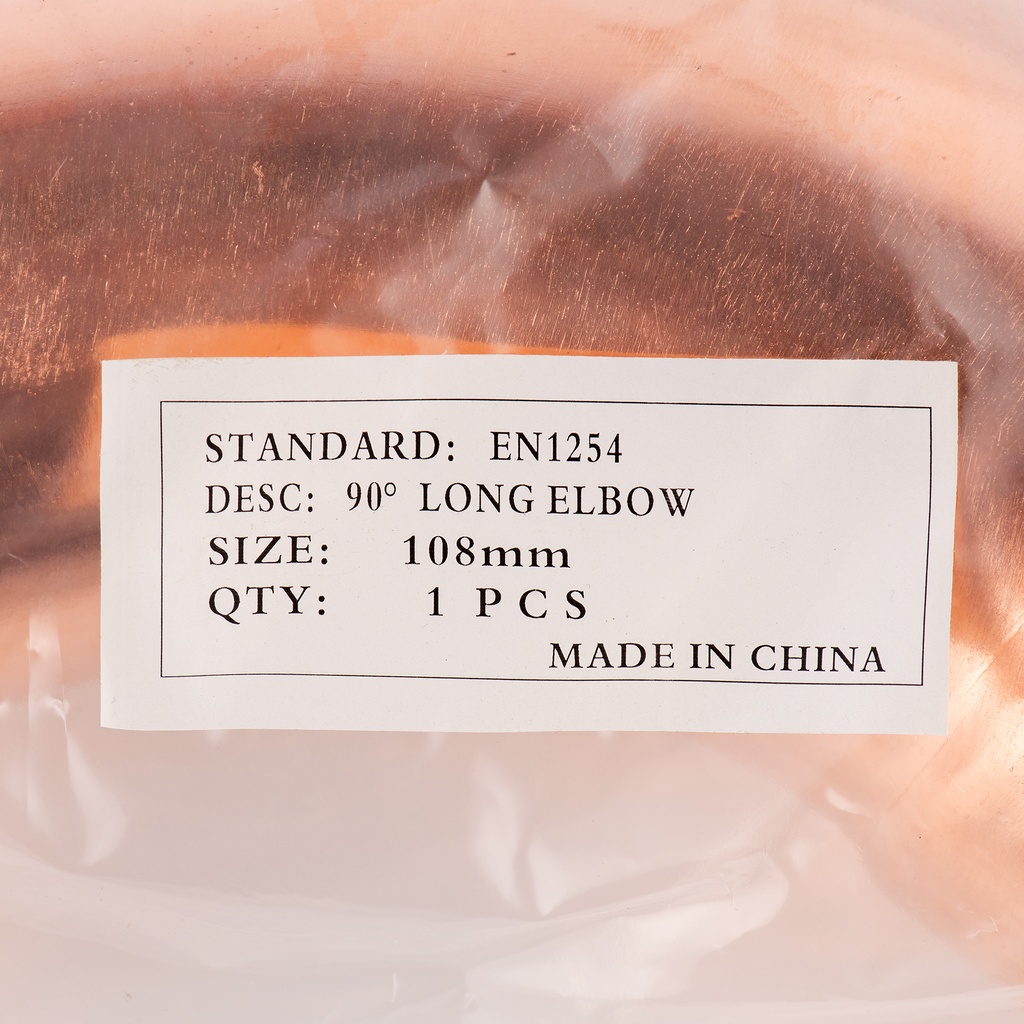 STANDARD: EN1254
DESC: 90° LONG ELBOW
SIZE: 108mm
QTY: 1 PCS
MADE IN CHINA